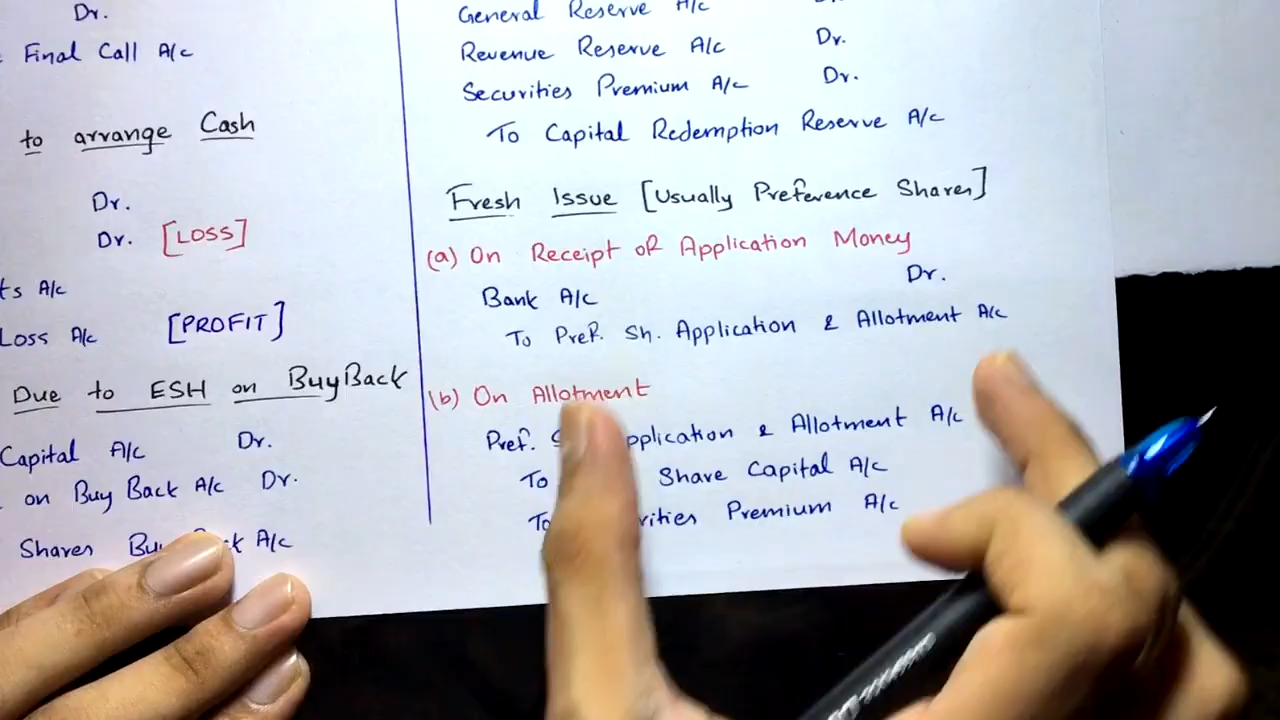 Dr.
Final Call A/c
to arrange Cash
Dr.
Dr. [LOSS]
ts A/c
Loss A/c [PROFIT]
Due to ESH on BuyBack
Capital A/c Dr.
on Buy Back A/c Dr.
Shares A/c
General Reserve A/c
Revenue Reserve A/c Dr.
Securities Premium A/c Dr.
To Capital Redemption Reserve A/c
Fresh Issue [Usually Preference Shares]
(a) On Receipt of Application Money
Bank A/c Dr.
To Pref. Sh. Application & Allotment A/c
(b) On Allotment
Pref. pplication & Allotment A/c
To Share Capital A/c
To rities Premium A/c